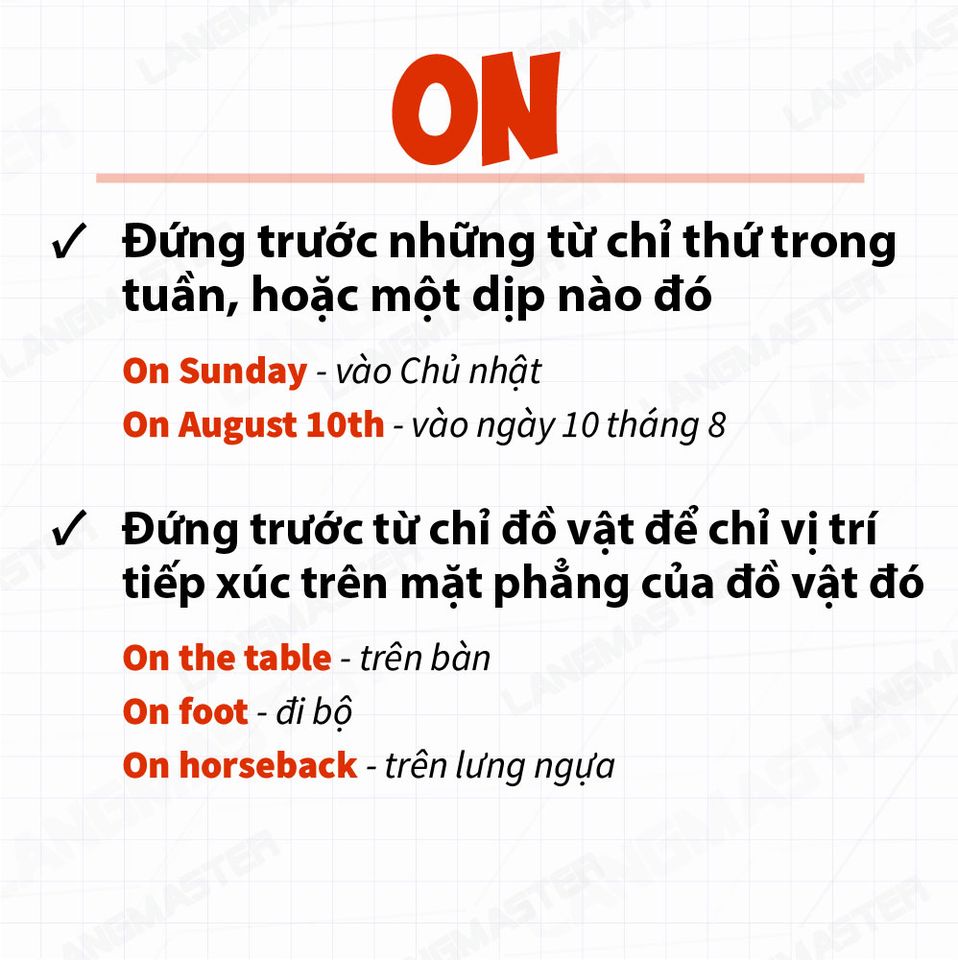 ON
✓ Đứng trước những từ chỉ thứ trong
tuần, hoặc một dịp nào đó
On Sunday - vào Chủ nhật
On August 10th - vào ngày 10 tháng 8
✓ Đứng trước từ chỉ đồ vật để chỉ vị trí
tiếp xúc trên mặt phẳng của đồ vật đó
On the table - trên bàn
On foot - đi bộ
On horseback - trên lưng ngựa
LANGMASTER